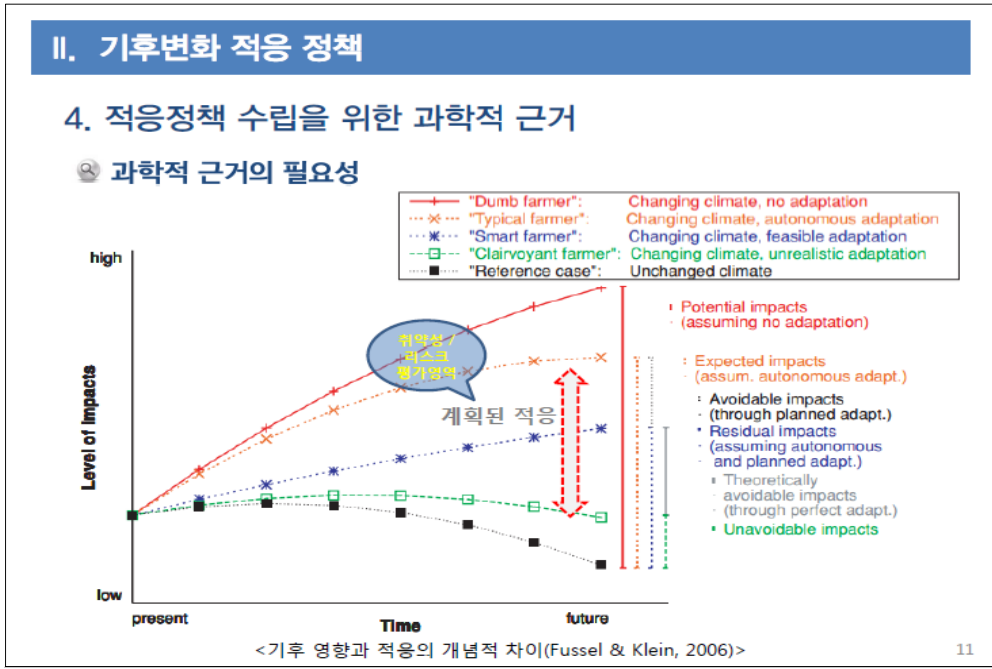 Ⅱ. 기후변화 적응 정책
4. 적응정책 수립을 위한 과학적 근거
과학적 근거의 필요성
"Dumb farmer": Changing climate, no adaptation
"Typical farmer": Changing climate, autonomous adaptation
"Smart farmer": Changing climate, feasible adaptation
"Clairvoyant farmer": Changing climate, unrealistic adaptation
"Reference case": Unchanged climate
high
Level of Impacts
low
present
Time
future
취약성 /
리스크
평가영역
계획된 적응
Potential impacts
(assuming no adaptation)
Expected impacts
(assum. autonomous adapt.)
Avoidable impacts
(through planned adapt.)
Residual impacts
(assuming autonomous
and planned adapt.)
Theoretically
avoidable impacts
(through perfect adapt.)
Unavoidable impacts
<기후 영향과 적응의 개념적 차이(Fussel & Klein, 2006)>
11